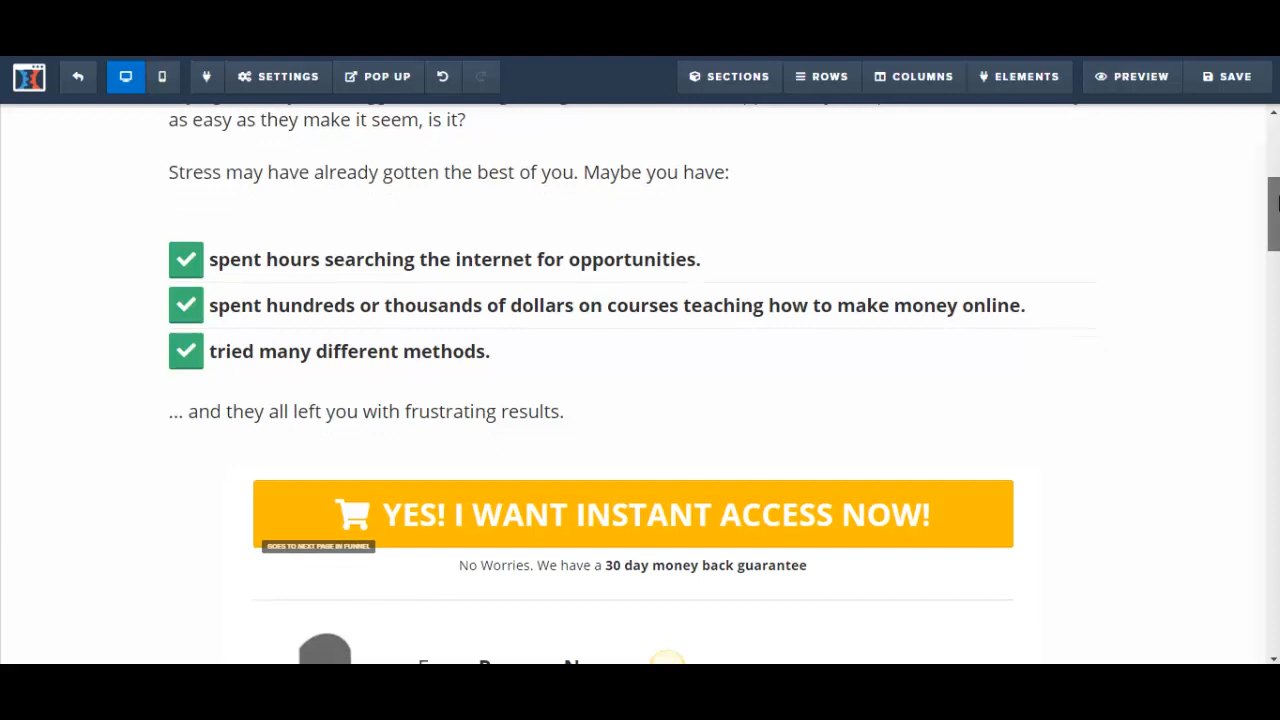 SETTINGS POP UP SECTIONS ROWS COLUMNS ELEMENTS PREVIEW SAVE
as easy as they make it seem, is it?
Stress may have already gotten the best of you. Maybe you have:
spent hours searching the internet for opportunities.
spent hundreds or thousands of dollars on courses teaching how to make money online.
tried many different methods.
... and they all left you with frustrating results.
YES! I WANT INSTANT ACCESS NOW!
GOES TO NEXT PAGE IN FUNNEL
No Worries. We have a 30 day money back guarantee